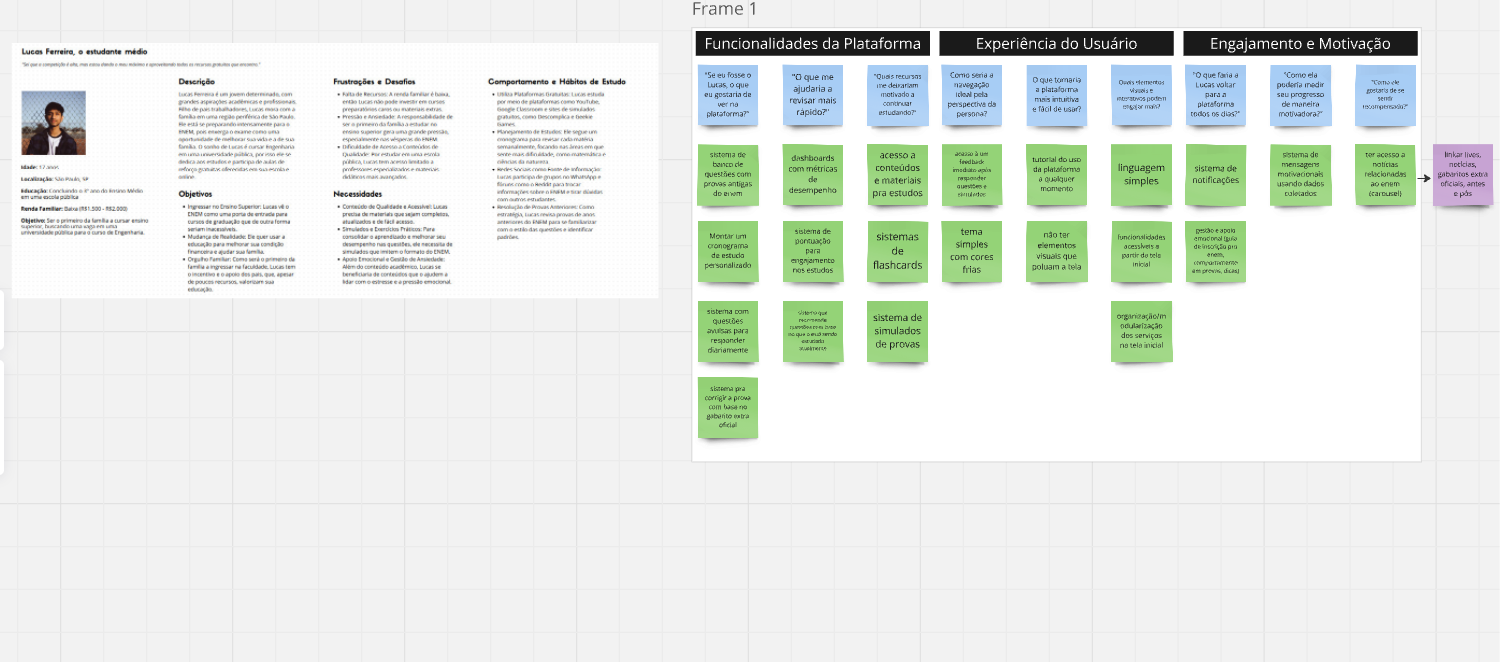 Lucas Ferreira, o estudante médio
"Sei que a competição é alta, mas estou dando o meu máximo e aproveitando todos os recursos gratuitos que encontro."
Idade: 17 anos
Localização: São Paulo, SP
Educação: Concluindo o 3º ano do Ensino Médio
em uma escola pública
Renda Familiar: Baixa (R$1,500 - R$2,000)
Objetivo: Ser o primeiro da família a cursar ensino
superior, buscando uma vaga em uma
universidade pública para o curso de Engenharia.
Descrição
Lucas Ferreira é um jovem determinado, com
grandes aspirações acadêmicas e profissionais.
Filho de pais trabalhadores, Lucas mora com a
família em uma região periférica de São Paulo.
Ele está se preparando intensamente para o
ENEM, pois enxerga o exame como uma
oportunidade de melhorar sua vida e a de sua
família. O sonho de Lucas é cursar Engenharia
em uma universidade pública, por isso ele se
dedica aos estudos e participa de aulas de
reforço gratuitas oferecidas em sua escola e
online.
Objetivos
• Ingressar no Ensino Superior: Lucas vê o
ENEM como uma porta de entrada para
cursos de graduação que de outra forma
seriam inacessíveis.
• Mudança de Realidade: Ele quer usar a
educação para melhorar sua condição
financeira e ajudar sua família.
• Orgulho Familiar: Como será o primeiro da
família a ingressar na faculdade, Lucas tem
o incentivo e o apoio dos pais, que, apesar
de poucos recursos, valorizam sua
educação.
Frustrações e Desafios
• Falta de Recursos: A renda familiar é baixa,
então Lucas não pode investir em cursos
preparatórios caros ou materiais extras.
• Pressão e Ansiedade: A responsabilidade de
ser o primeiro da família a estudar no
ensino superior gera uma grande pressão,
especialmente nas vésperas do ENEM.
• Dificuldade de Acesso a Conteúdos de
Qualidade: Por estudar em uma escola
pública, Lucas tem acesso limitado a
professores especializados e materiais
didáticos mais avançados.
Necessidades
• Conteúdo de Qualidade e Acessível: Lucas
precisa de materiais que sejam completos,
atualizados e de fácil acesso.
• Simulados e Exercícios Práticos: Para
consolidar o aprendizado e melhorar seu
desempenho nas questões, ele necessita de
simulados que imitem o formato do ENEM.
• Apoio Emocional e Gestão de Ansiedade:
Além do conteúdo acadêmico, Lucas se
beneficiaria de conteúdos que o ajudem a
lidar com o estresse e a pressão emocional.
Comportamento e Hábitos de Estudo
• Utiliza Plataformas Gratuitas: Lucas estuda
por meio de plataformas como YouTube,
Google Classroom e sites de simulados
gratuitos, como Descomplica e Geekie
Games.
• Planejamento de Estudos: Ele segue um
cronograma para revisar cada matéria
semanalmente, focando nas áreas em que
sente mais dificuldade, como matemática e
ciências da natureza.
• Redes Sociais como Fonte de Informação:
Lucas participa de grupos no WhatsApp e
fóruns como o Reddit para trocar
informações sobre o ENEM e tirar dúvidas
com outros estudantes.
• Resolução de Provas Anteriores: Como
estratégia, Lucas revisa provas de anos
anteriores do ENEM para se familiarizar
com o estilo das questões e identificar
padrões.
Frame 1
Funcionalidades da Plataforma
"Se eu fosse o
Lucas, o que
eu gostaria de
ver na
plataforma?"
"O que me
ajudaria a
revisar mais
rápido?"
"Quais recursos
me deixariam
motivado a
continuar
estudando?"
sistema de
banco de
questões com
provas antigas
do enem
dashboards
com métricas
de
desempenho
acesso a
conteúdos
e materiais
pra estudos
Montar um
cronograma
de estudo
personalizado
sistema de
pontuação
para
engajamento
nos estudos
sistemas
de
flashcards
sistema com
questões
avulsas para
responder
diariamente
sistema que
recomenda
estudado
atualmente
sistema de
simulados
de provas
sistema pra
corrigir a prova
com base no
gabarito extra
oficial
Experiência do Usuário
Como seria a
navegação
ideal pela
perspectiva da
persona?
O que tornaria
a plataforma
mais intuitiva
e fácil de usar?
Quais elementos
visuais e
interativos podem
engajar mais?
acesso à um
feedback
imediato após
responder
questões e
simulados
tutorial do uso
da plataforma
a qualquer
momento
linguagem
simples
tema
simples
com cores
frias
não ter
elementos
visuais que
poluam a tela
funcionalidades
acessíveis a
partir da tela
inicial
organização/m
odularização
dos serviços
na tela inicial
Engajamento e Motivação
"O que faria a
Lucas voltar
para a
plataforma
todos os dias?"
"Como ela
poderia medir
seu progresso
de maneira
motivadora?"
"Como ele
gostaria de se
sentir
recompensado?"
sistema de
notificações
sistema de
mensagens
motivacionais
usando dados
coletados
ter acesso a
notícias
relacionadas
ao enem
(carousel)
linkar lives,
notícias,
gabaritos extra
oficiais, antes
e pós
gestão e apoio
emocional (guia
de inscrição pro
enem,
comportamento
em provas, dicas)